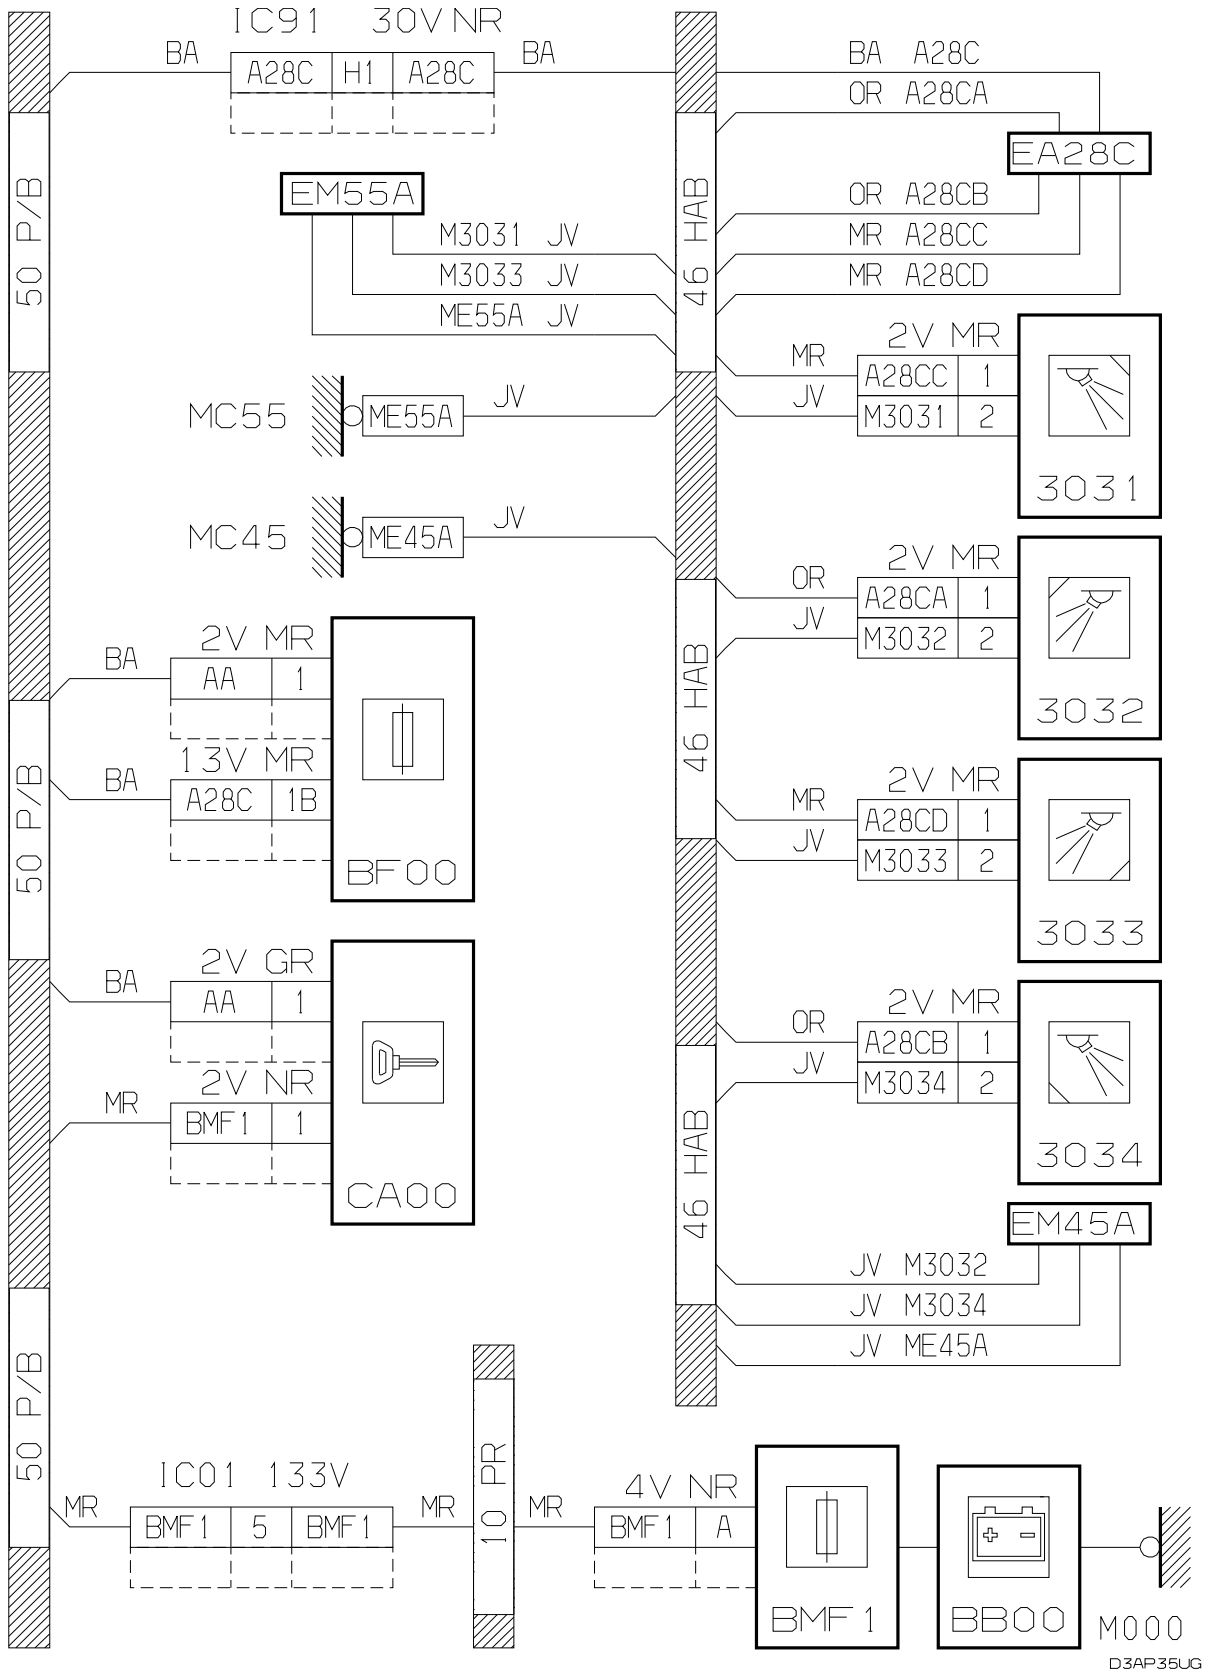 IC91 30V NR
BA A28C H1 A28C BA
BA A28C
OR A28CA
EA28C
50 P/B
EM55A
46 HAB
OR A28CB
M3031 JV
MR A28CC
M3033 JV
MR A28CD
ME55A JV
2V MR
MR A28CC 1
JV M3031 2
3031
MC55 ME55A JV
MC45 ME45A JV
2V MR
OR A28CA 1
JV M3032 2
3032
46 HAB
2V MR
BA AA 1
13V MR
BA A28C 1B
BF00
50 P/B
2V MR
MR A28CD 1
JV M3033 2
3033
2V GR
BA AA 1
2V NR
MR BMF1 1
CA00
2V MR
OR A28CB 1
JV M3034 2
3034
46 HAB
EM45A
JV M3032
JV M3034
JV ME45A
50 P/B
IC01 133V
MR BMF1 5 BMF1 MR
10 PR
4V NR
MR BMF1 A
BMF1
BB00
M000
D3AP35UG